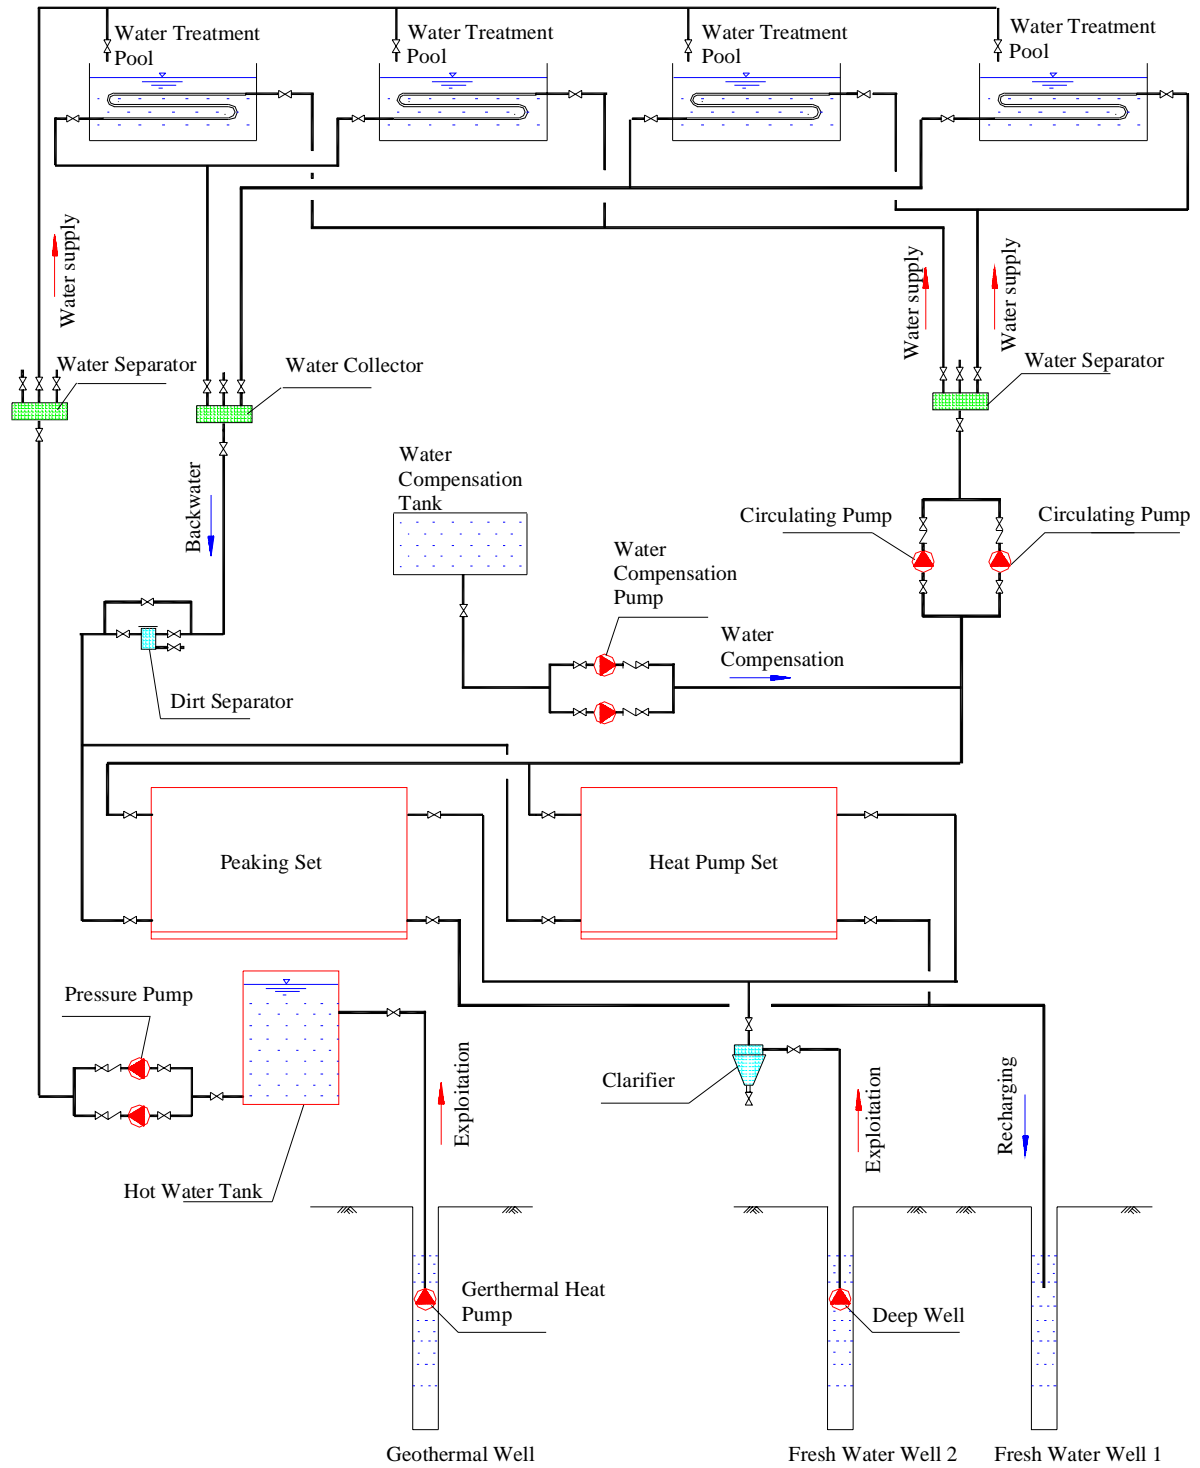 Water Treatment
Pool
Water Treatment
Pool
Water Treatment
Pool
Water Treatment
Pool
Water supply
Water supply
Water supply
Water Separator
Water Collector
Water Separator
Backwater
Water
Compensation
Tank
Circulating Pump
Circulating Pump
Water
Compensation
Pump
Water
Compensation
Dirt Separator
Peaking Set
Heat Pump Set
Pressure Pump
Clarifier
Exploitation
Exploitation
Recharging
Hot Water Tank
Gerthermal Heat
Pump
Deep Well
Geothermal Well
Fresh Water Well 2
Fresh Water Well 1